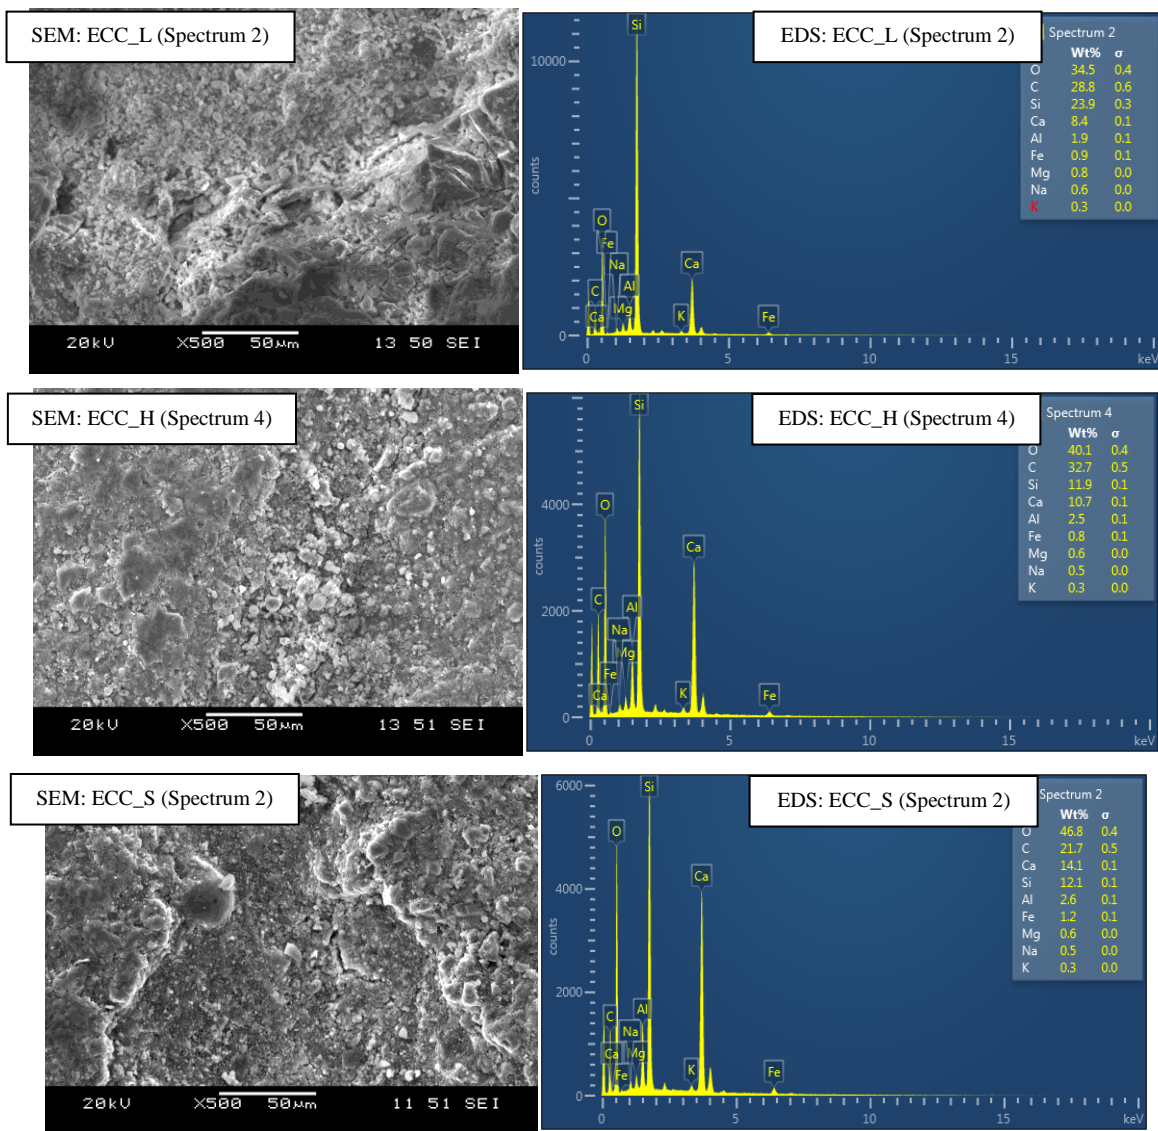 SEM: ECC_L (Spectrum 2)
20kV X500 50µm 13 50 SEI
EDS: ECC_L (Spectrum 2)
Spectrum 2
Wt% σ
O 34.5 0.4
C 28.8 0.6
Si 23.9 0.3
Ca 8.4 0.1
Al 1.9 0.1
Fe 0.9 0.1
Mg 0.8 0.0
Na 0.6 0.0
K 0.3 0.0
counts
10000
0
Si
O
Fe
Na
C
Ca
Mg
Al
K
Ca
Fe
0 5 10 15 keV
SEM: ECC_H (Spectrum 4)
20kV X500 50µm 13 51 SEI
EDS: ECC_H (Spectrum 4)
Spectrum 4
Wt% σ
O 40.1 0.4
C 32.7 0.5
Si 11.9 0.1
Ca 10.7 0.1
Al 2.5 0.1
Fe 0.8 0.1
Mg 0.6 0.0
Na 0.5 0.0
K 0.3 0.0
counts
4000
2000
0
Si
O
Ca
C
Al
Na
Mg
Fe
Ca
K
Fe
0 5 10 15 keV
SEM: ECC_S (Spectrum 2)
20kU X500 50µm 11 51 SEI
EDS: ECC_S (Spectrum 2)
Spectrum 2
Wt% σ
O 46.8 0.4
C 21.7 0.5
Ca 14.1 0.1
Si 12.1 0.1
Al 2.6 0.1
Fe 1.2 0.1
Mg 0.6 0.0
Na 0.5 0.0
K 0.3 0.0
counts
6000
4000
2000
0
Si
O
Ca
C
Al
Na
Ca
Mg
Fe
K
Fe
0 5 10 15 keV